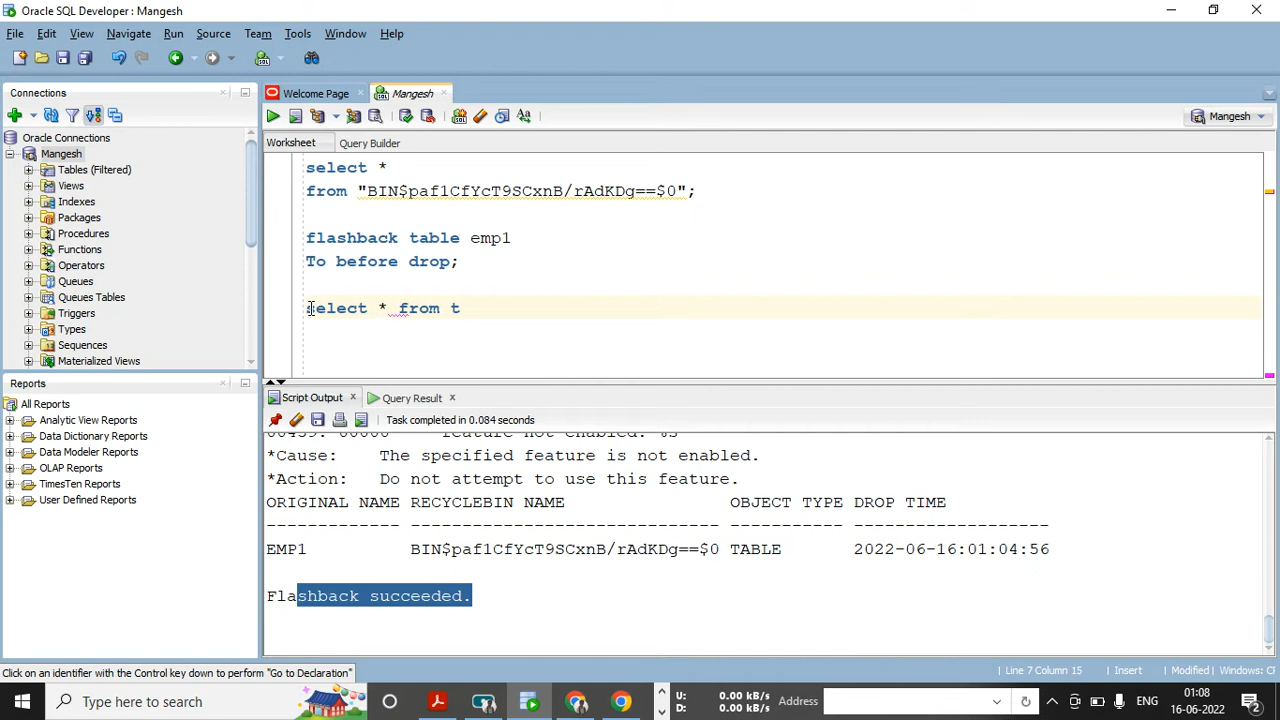 Oracle SQL Developer : Mangesh
File Edit View Navigate Run Source Team Tools Window Help
Connections
Oracle Connections
Mangesh
Tables (Filtered)
Views
Indexes
Packages
Procedures
Functions
Operators
Queues
Queues Tables
Triggers
Types
Sequences
Materialized Views
Reports
All Reports
Analytic View Reports
Data Dictionary Reports
Data Modeler Reports
OLAP Reports
TimesTen Reports
User Defined Reports
Welcome Page Mangesh
Mangesh
Worksheet Query Builder
select *
from "BIN$paf1CfYcT9SCxnB/rAdKDg==$0";
flashback table emp1
To before drop;
select * from t
Script Output Query Result
Task completed in 0.084 seconds
00439. 00000 - "feature not enabled: %s"
*Cause: The specified feature is not enabled.
*Action: Do not attempt to use this feature.
ORIGINAL NAME RECYCLEBIN NAME OBJECT TYPE DROP TIME
------------- ------------------------------ ----------- -------------------
EMP1 BIN$paf1CfYcT9SCxnB/rAdKDg==$0 TABLE 2022-06-16:01:04:56
Flashback succeeded.
Click on an identifier with the Control key down to perform "Go to Declaration"
Line 7 Column 15 Insert Modified Windows: C
Type here to search
U: 0.00 kB/s
D: 0.00 kB/s
Address
ENG
01:08
16-06-2022
2